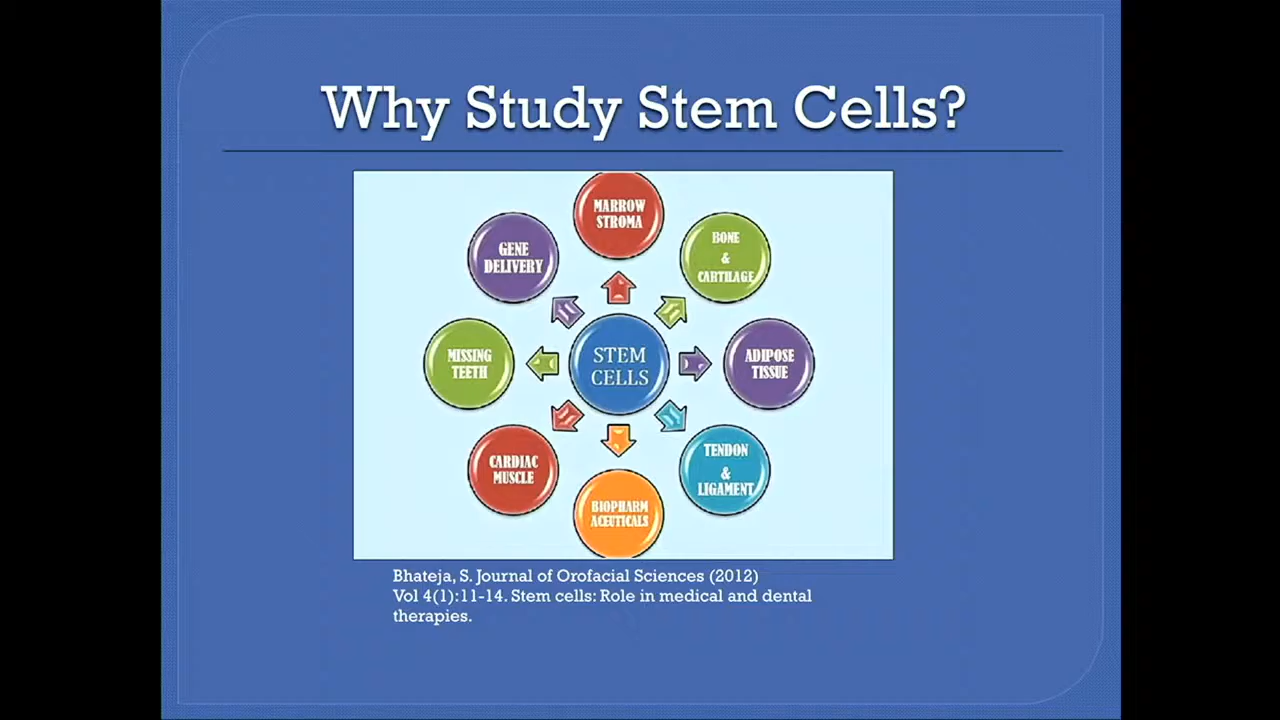 Why Study Stem Cells?
MARROW
STROMA
BONE
&
CARTILAGE
ADIPOSE
TISSUE
TENDON
&
LIGAMENT
BIOPHARM
ACEUTICALS
CARDIAC
MUSCLE
MISSING
TEETH
GENE
DELIVERY
STEM
CELLS
Bhateja, S. Journal of Orofacial Sciences (2012)
Vol 4(1):11-14. Stem cells: Role in medical and dental
therapies.